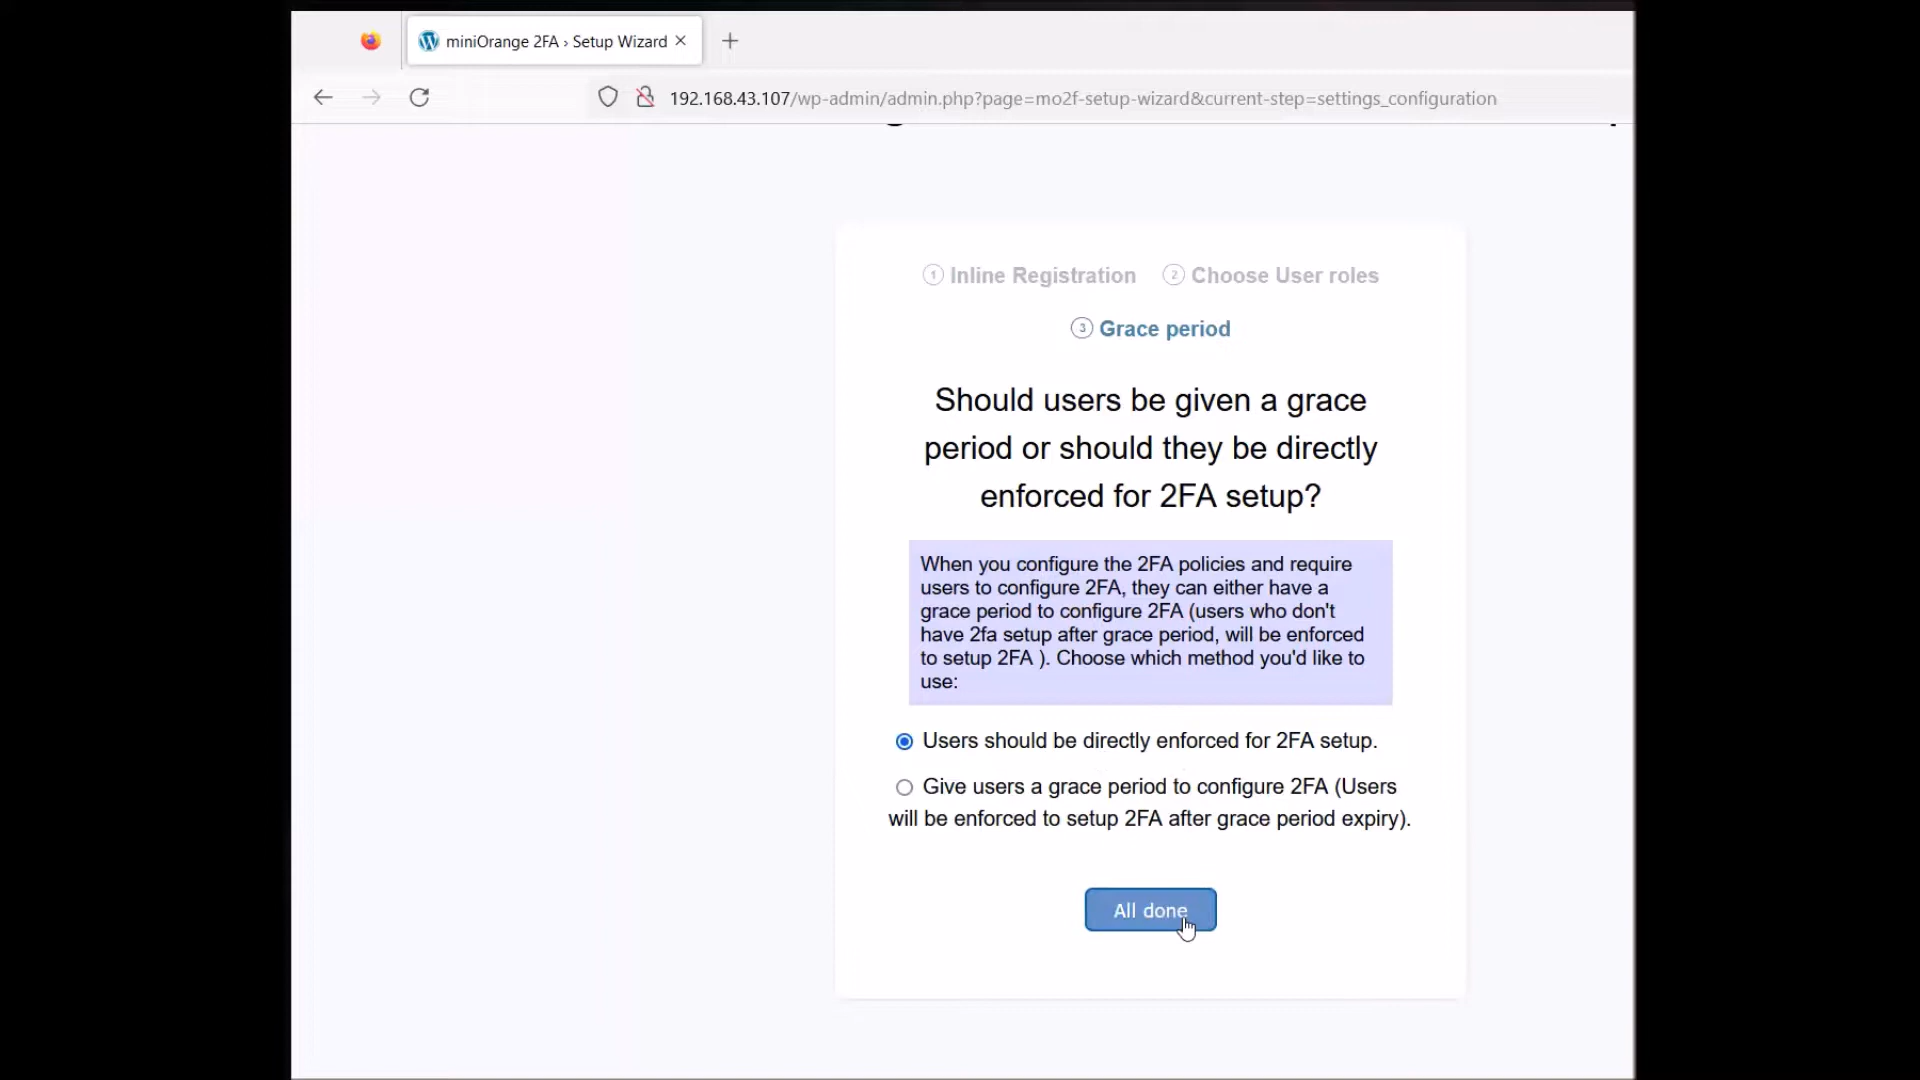 miniOrange 2FA › Setup Wizard
192.168.43.107/wp-admin/admin.php?page=mo2f-setup-wizard&current-step=settings_configuration
1 Inline Registration 2 Choose User roles
3 Grace period
Should users be given a grace
period or should they be directly
enforced for 2FA setup?
When you configure the 2FA policies and require
users to configure 2FA, they can either have a
grace period to configure 2FA (users who don't
have 2fa setup after grace period, will be enforced
to setup 2FA ). Choose which method you'd like to
use:
Users should be directly enforced for 2FA setup.
Give users a grace period to configure 2FA (Users
will be enforced to setup 2FA after grace period expiry).
All done